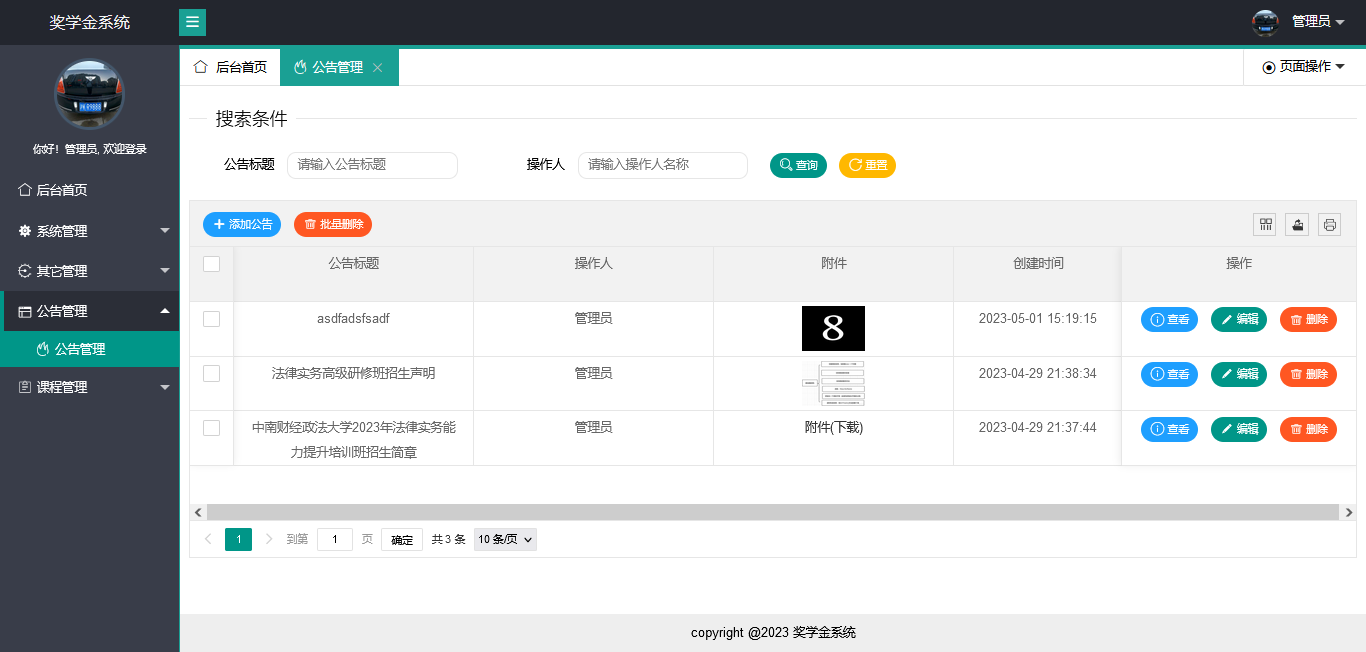 奖学金系统
管理员
你好！管理员, 欢迎登录
后台首页
系统管理
其它管理
公告管理
公告管理
课程管理
后台首页
公告管理
页面操作
搜索条件
公告标题 请输入公告标题 操作人 请输入操作人名称 查询 重置
添加公告 批量删除
公告标题 操作人 附件 创建时间 操作
asdfadsfsadf 管理员 8 2023-05-01 15:19:15 查看 编辑 删除
法律实务高级研修班招生声明 管理员 2023-04-29 21:38:34 查看 编辑 删除
中南财经政法大学2023年法律实务能 管理员 附件(下载) 2023-04-29 21:37:44 查看 编辑 删除
力提升培训班招生简章
1 到第 1 页 确定 共 3 条 10 条/页
copyright @2023 奖学金系统